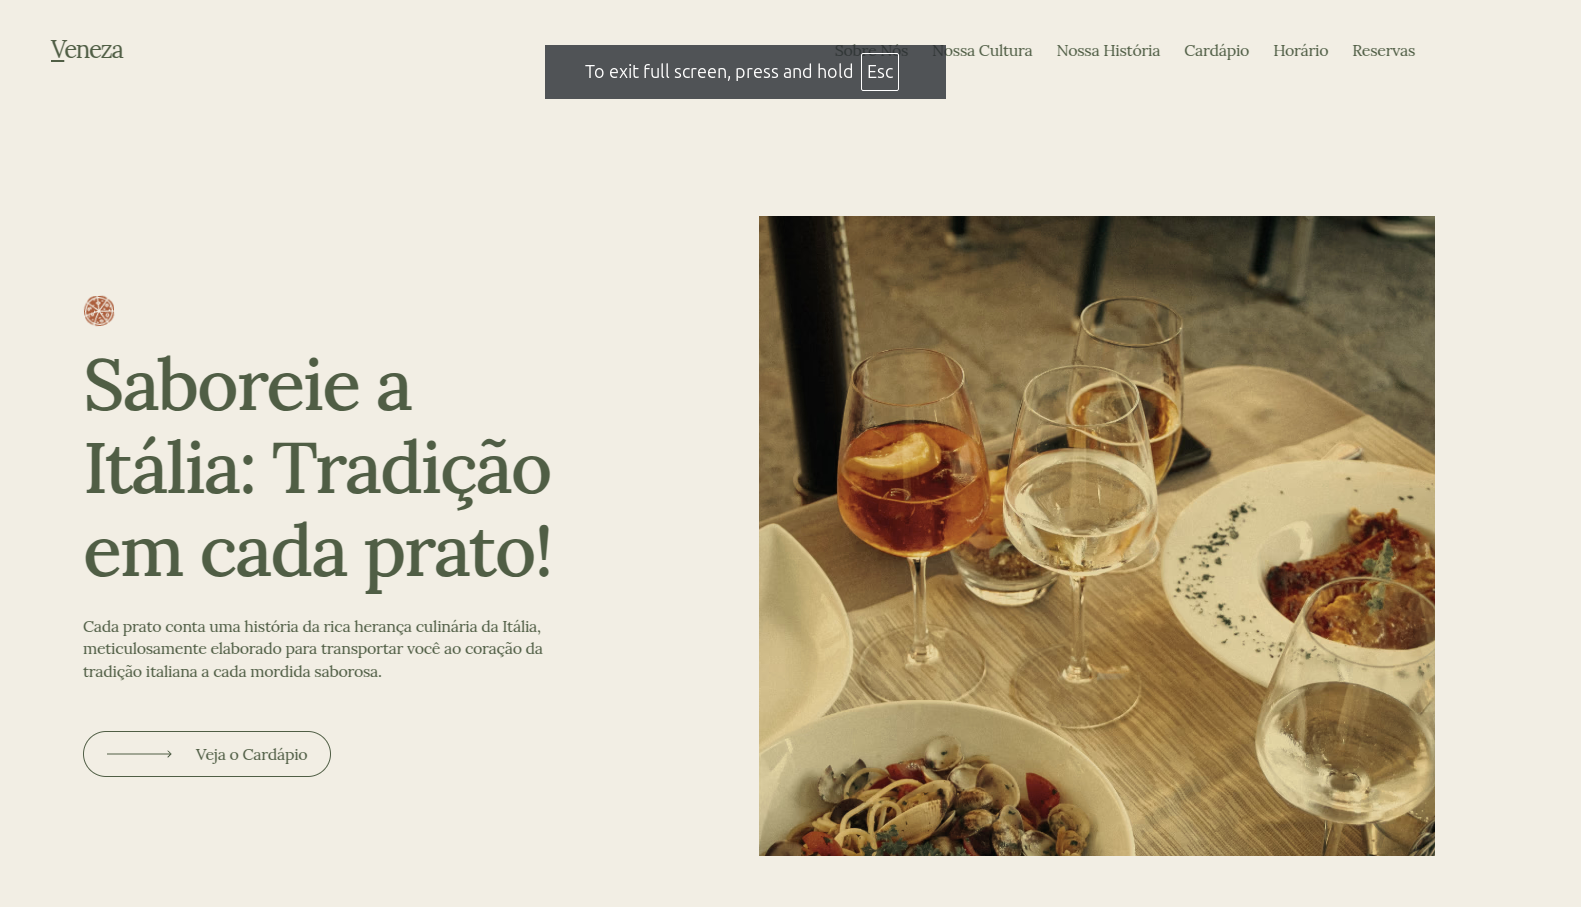 Veneza
Sobre Nós Nossa Cultura Nossa História Cardápio Horário Reservas
To exit full screen, press and hold Esc
Saboreie a
Itália: Tradição
em cada prato!
Cada prato conta uma história da rica herança culinária da Itália,
meticulosamente elaborado para transportar você ao coração da
tradição italiana a cada mordida saborosa.
Veja o Cardápio